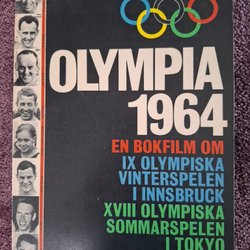 OLYMPIA
1964
EN BOKFILM OM
IX OLYMPISKA
VINTERSPELEN
I INNSBRUCK
XVIII OLYMPISKA
SOMMARSPELEN
I TOKYO